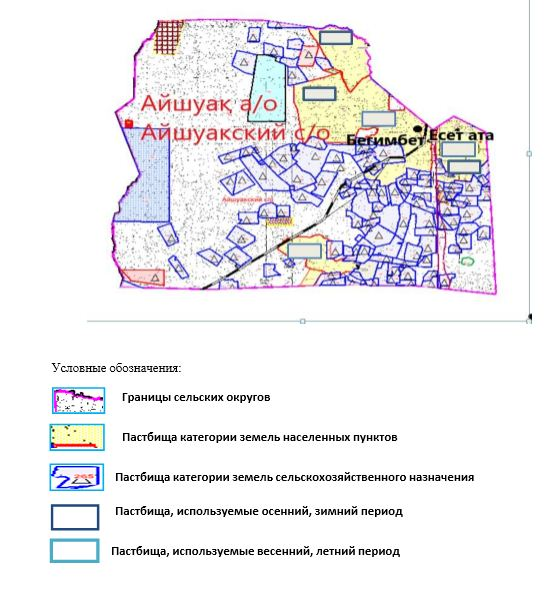 Айшуақ а/о
Айшуакский с/о
Бегимбет Есет ата
Айшуакский с/о
Условные обозначения:
Границы сельских округов
Пастбища категории земель населенных пунктов
Пастбища категории земель сельскохозяйственного назначения
Пастбища, используемые осенний, зимний период
Пастбища, используемые весенний, летний период